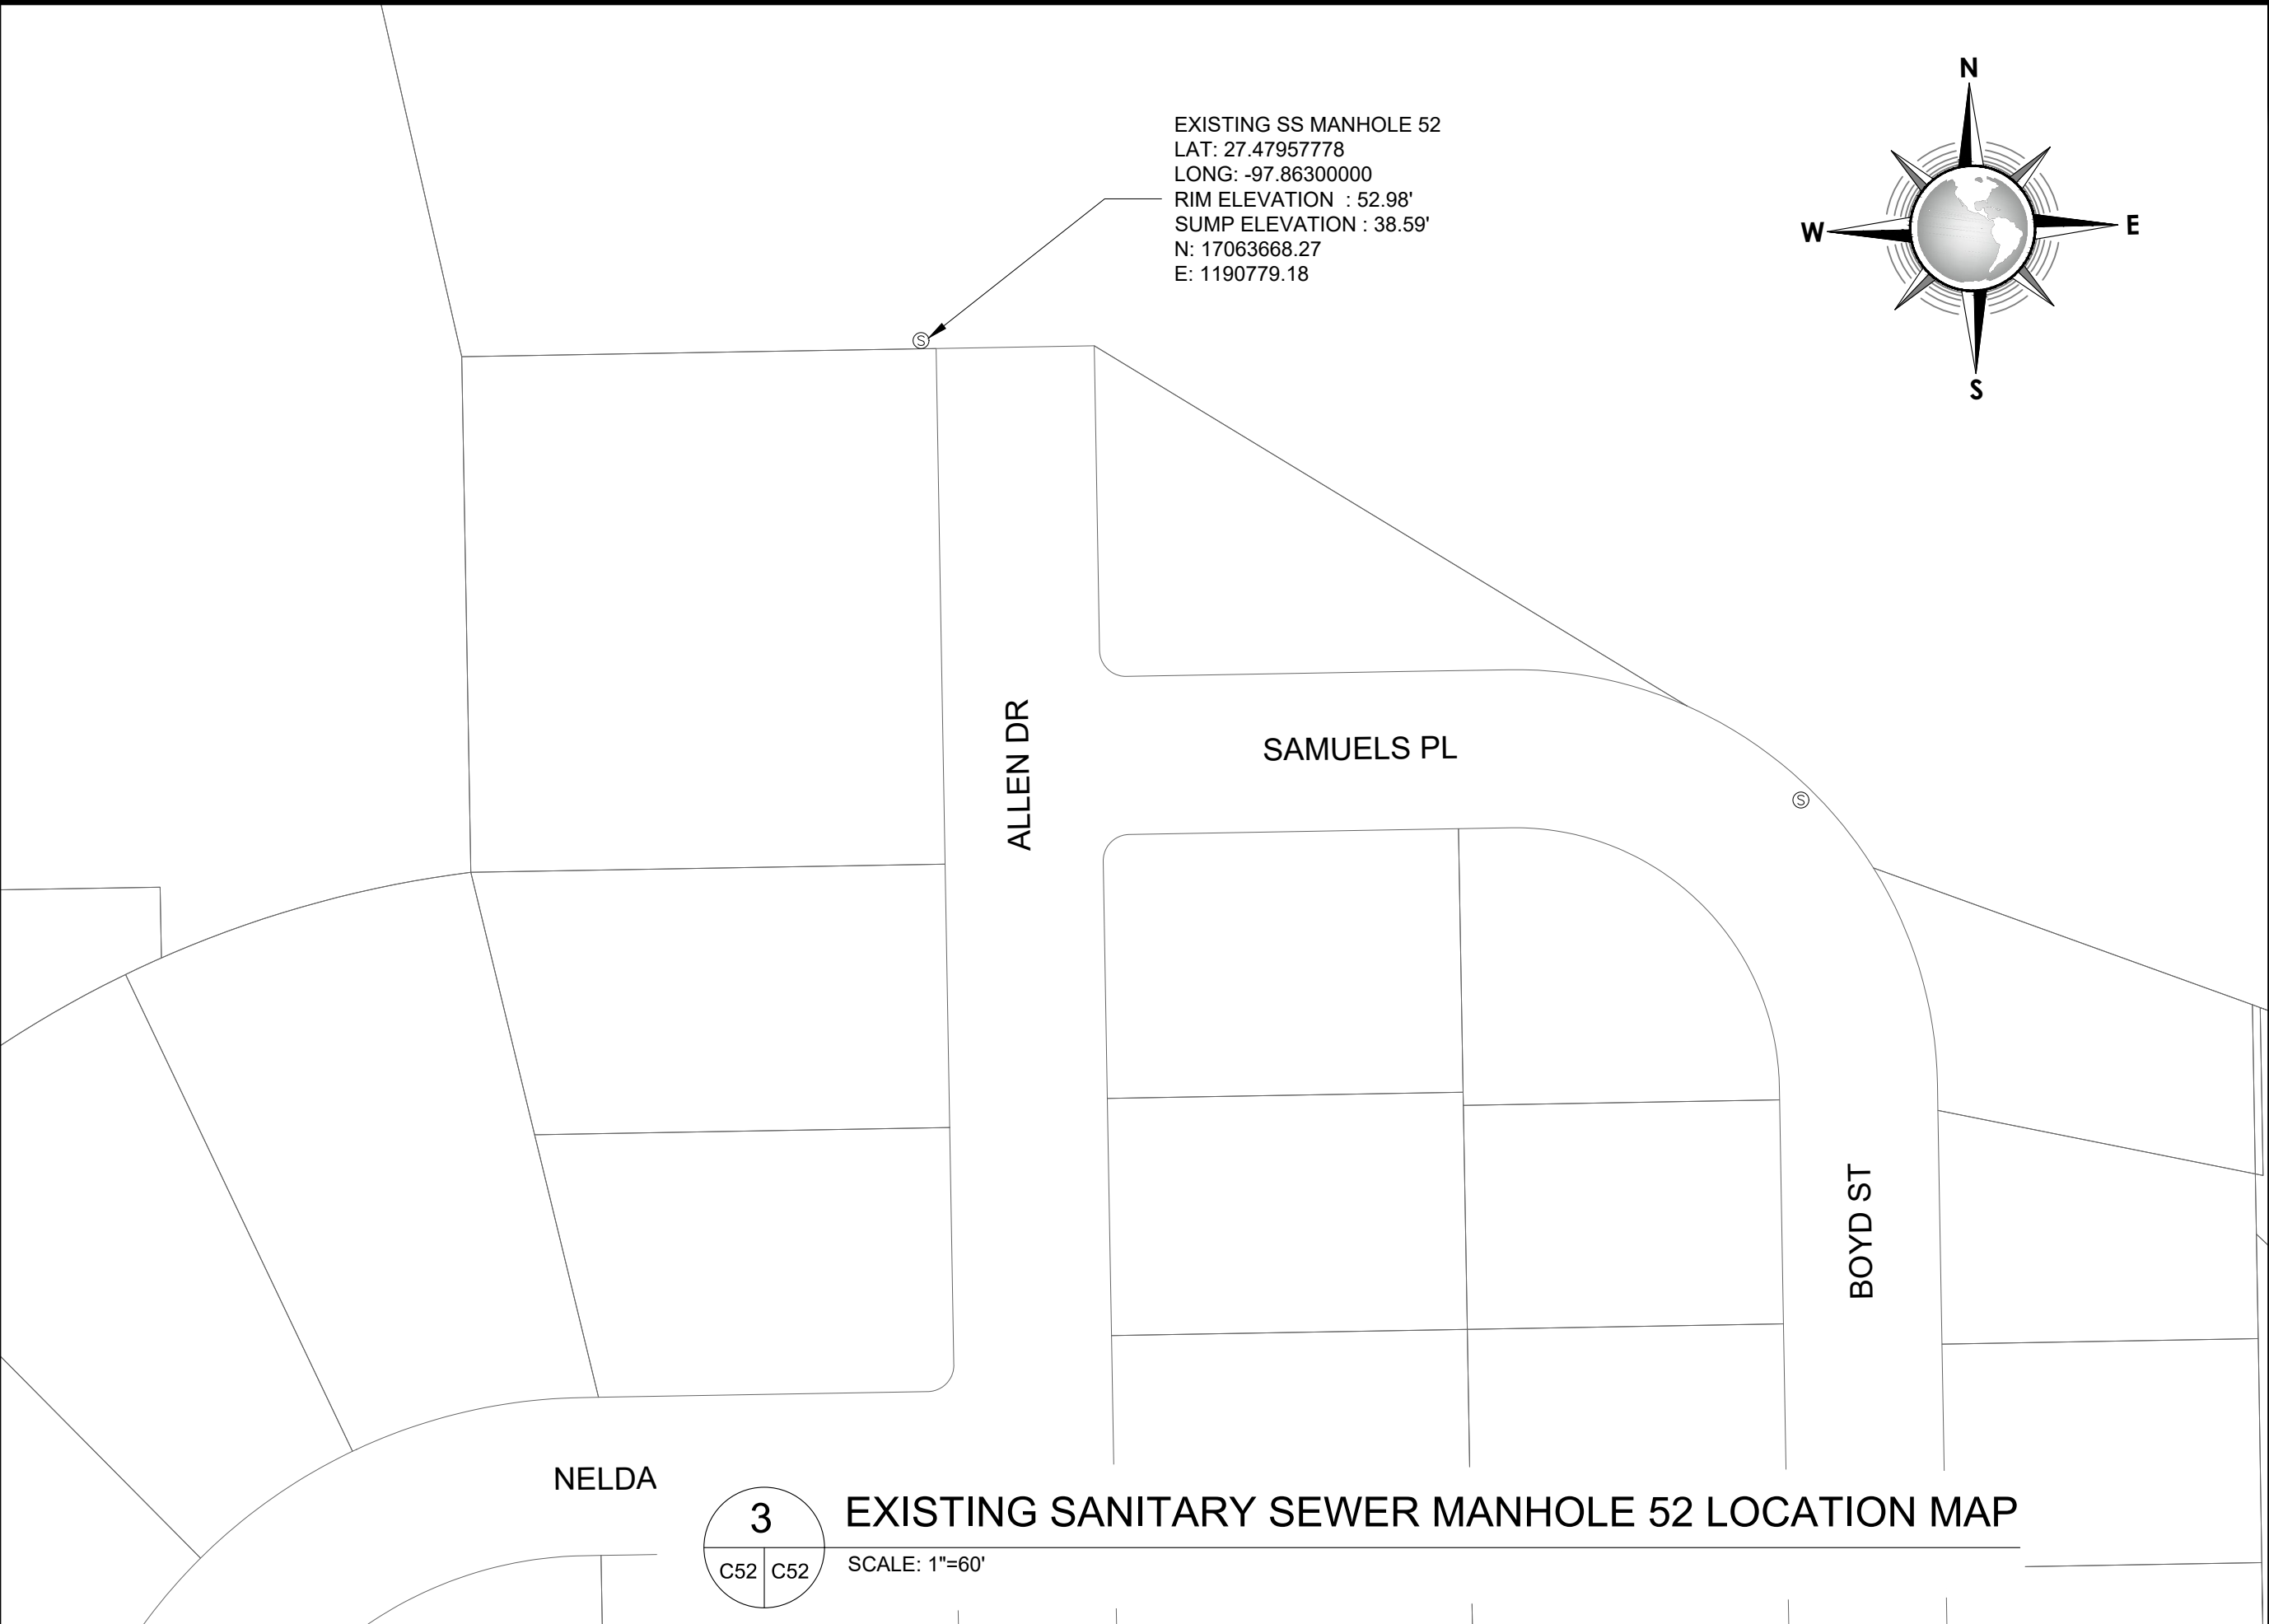 N
W
E
S
EXISTING SS MANHOLE 52
LAT: 27.47957778
LONG: -97.86300000
RIM ELEVATION  : 52.98'
SUMP ELEVATION : 38.59'
N: 17063668.27
E: 1190779.18
S
ALLEN DR
SAMUELS PL
S
BOYD ST
NELDA
3
C52 C52
EXISTING SANITARY SEWER MANHOLE 52 LOCATION MAP
SCALE: 1"=60'